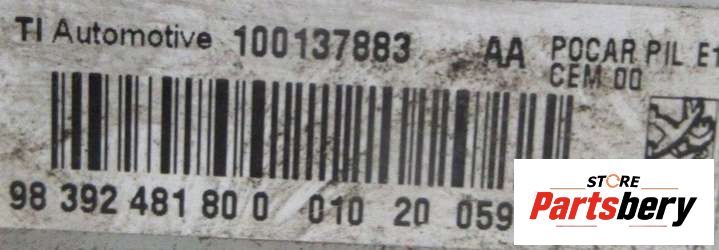 TI Automotive 100137883 AA POCAR PIL E1
CEM 00
98 392 481 80 0 010 20 059
STORE
Partsbery